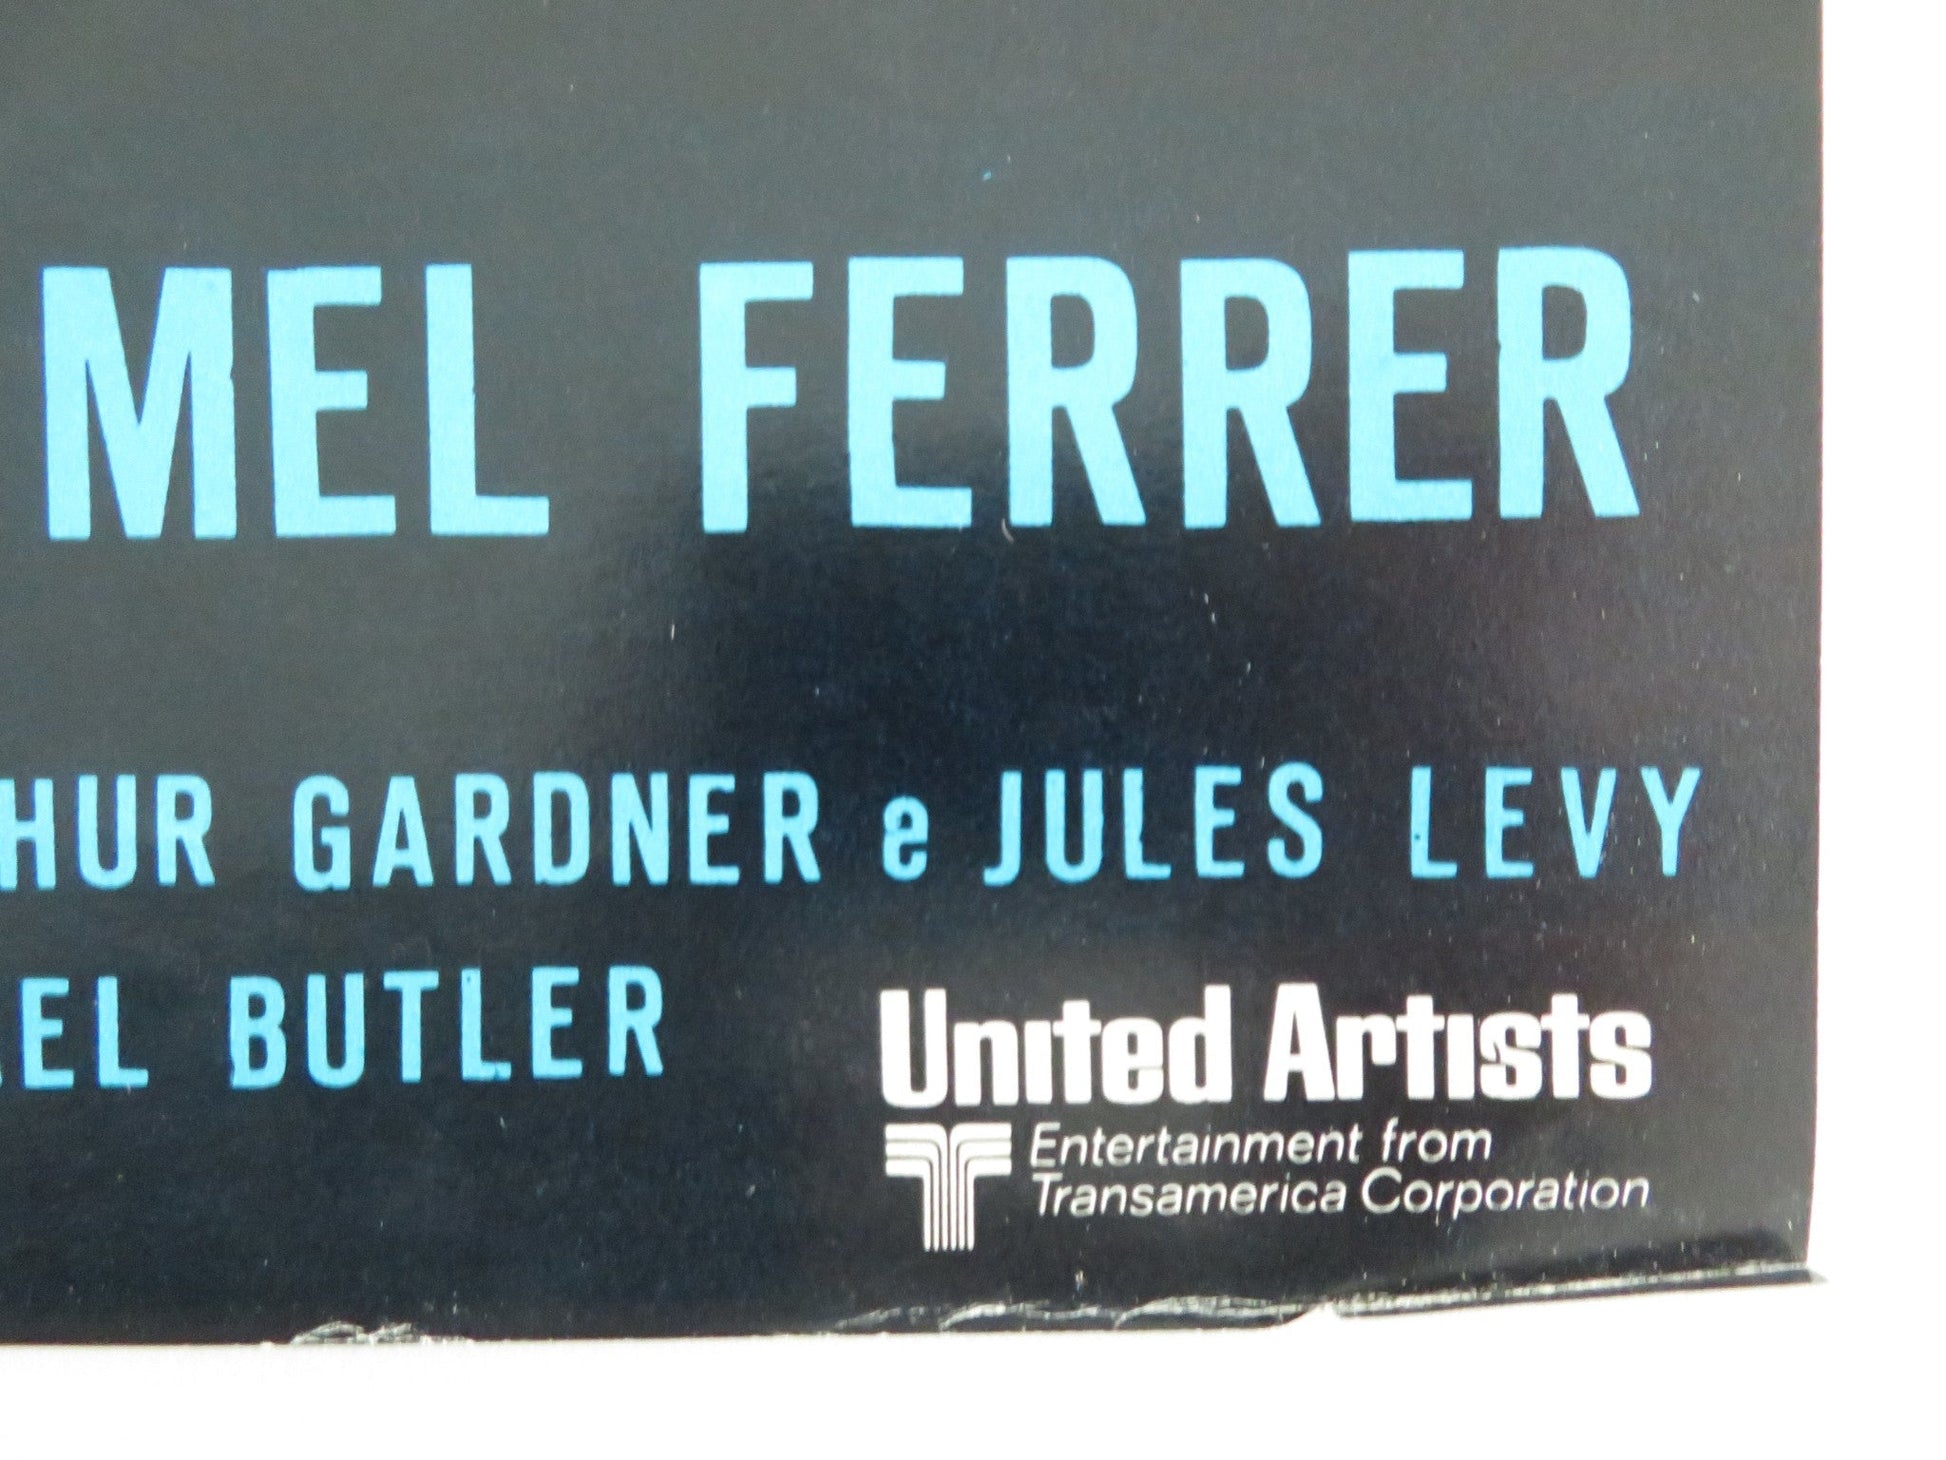 MEL FERRER
HUR GARDNER e JULES LEVY
EL BUTLER
United Artists
Entertainment from
Transamerica Corporation